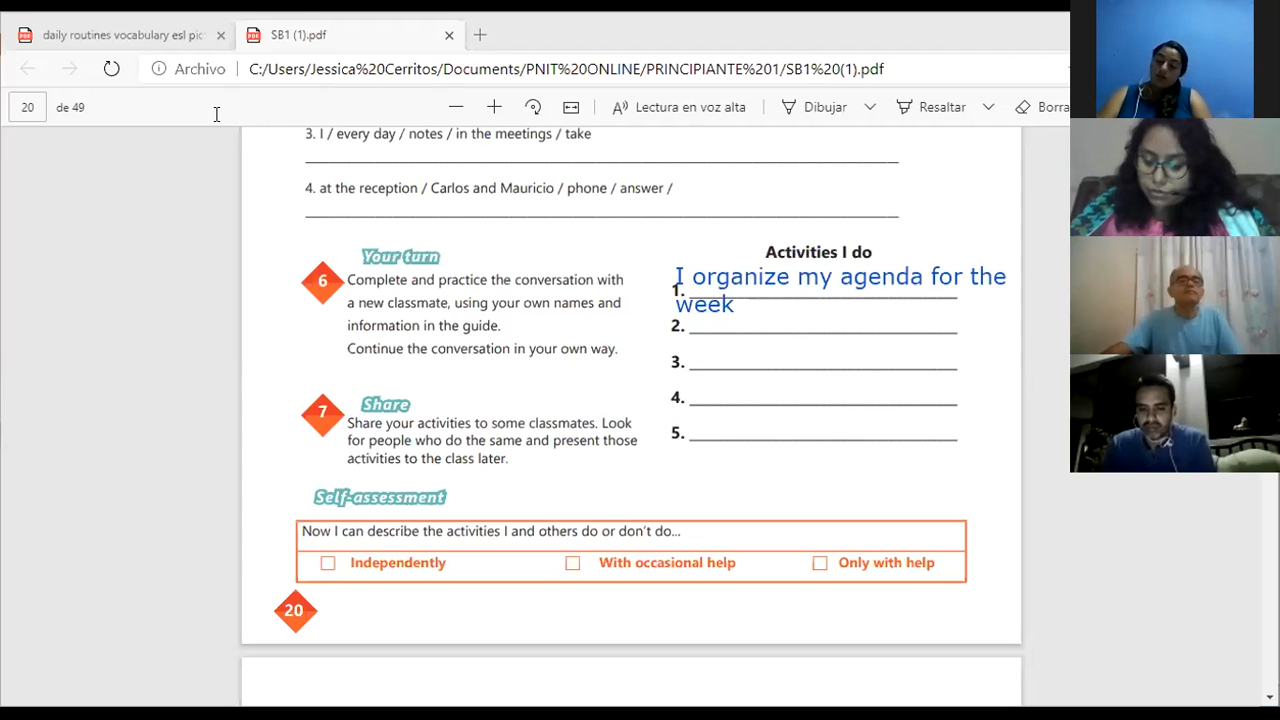 daily routines vocabulary esl pic
SB1 (1).pdf
Archivo
C:/Users/Jessica%20Cerritos/Documents/PNIT%20ONLINE/PRINCIPIANTE%201/SB1%20(1).pdf
20 de 49
Lectura en voz alta
Dibujar
Resaltar
Borra
3. I / every day / notes / in the meetings / take
4. at the reception / Carlos and Mauricio / phone / answer /
6
Your turn
Complete and practice the conversation with
a new classmate, using your own names and
information in the guide.
Continue the conversation in your own way.
7
Share
Share your activities to some classmates. Look
for people who do the same and present those
activities to the class later.
Activities I do
I organize my agenda for the
week
1.
2.
3.
4.
5.
Self-assessment
Now I can describe the activities I and others do or don't do...
Independently
With occasional help
Only with help
20